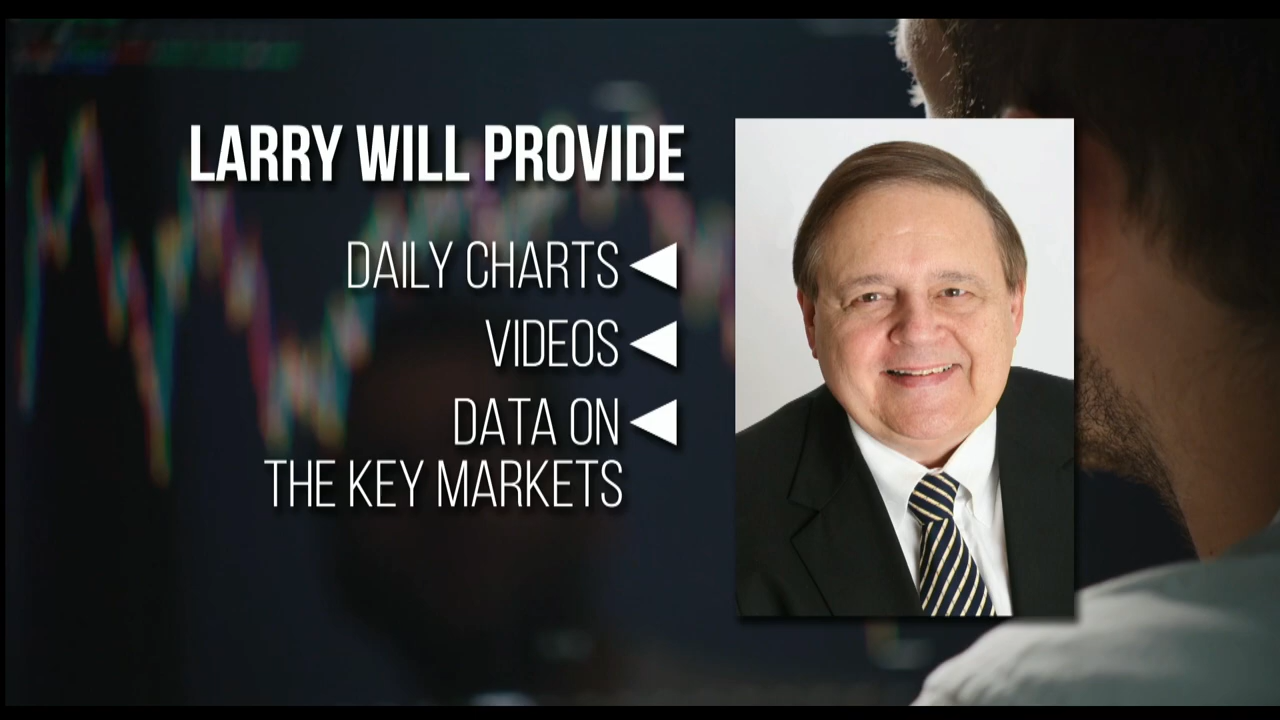 LARRY WILL PROVIDE
DAILY CHARTS
VIDEOS
DATA ON
THE KEY MARKETS